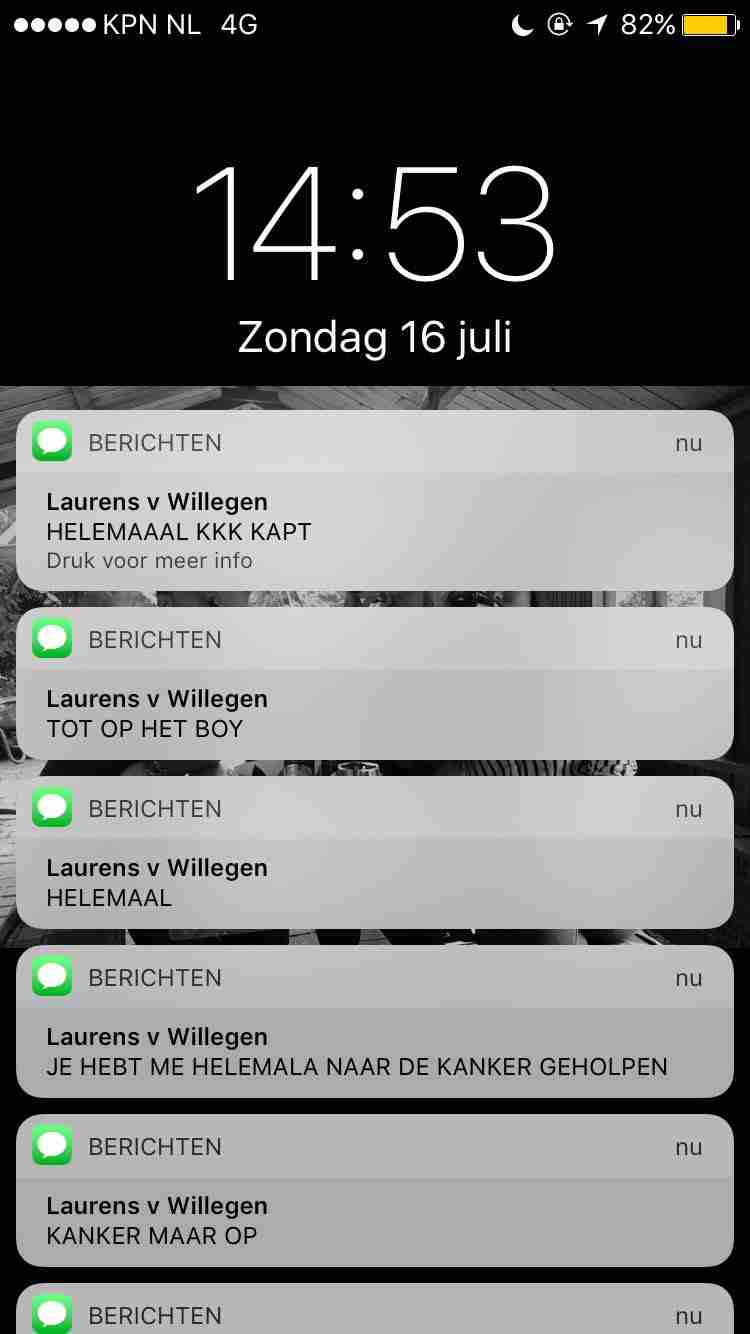 KPN NL 4G 82%
14:53
Zondag 16 juli
BERICHTEN nu
Laurens v Willegen
HELEMAAAL KKK KAPT
Druk voor meer info
BERICHTEN nu
Laurens v Willegen
TOT OP HET BOY
BERICHTEN nu
Laurens v Willegen
HELEMAAL
BERICHTEN nu
Laurens v Willegen
JE HEBT ME HELEMALA NAAR DE KANKER GEHOLPEN
BERICHTEN nu
Laurens v Willegen
KANKER MAAR OP
BERICHTEN nu